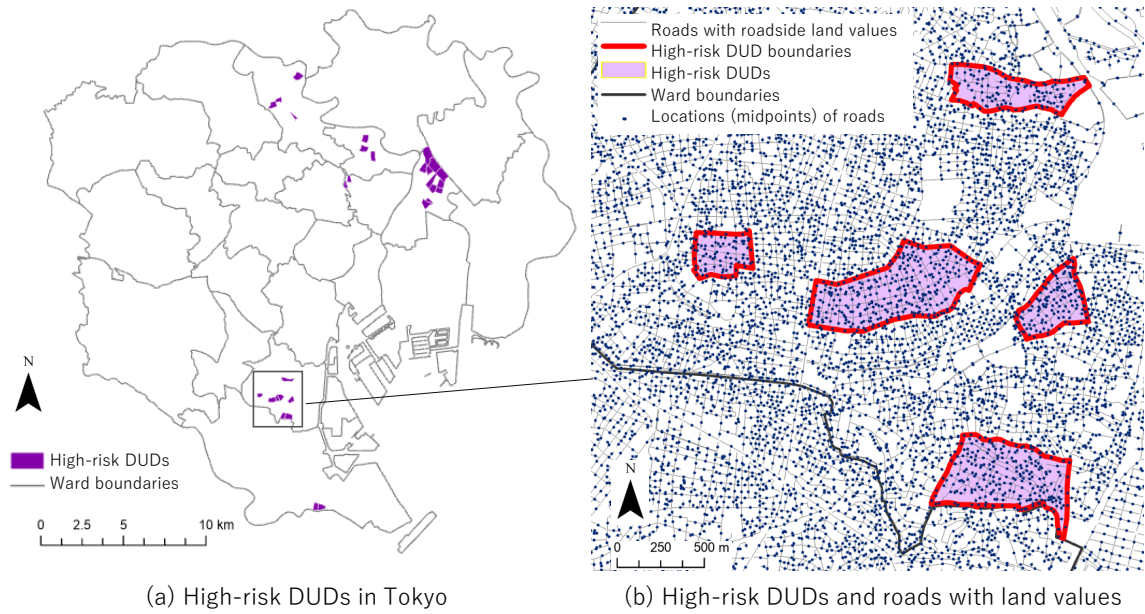 N
High-risk DUDs
Ward boundaries
0 2.5 5 10 km
(a) High-risk DUDs in Tokyo
Roads with roadside land values
High-risk DUD boundaries
High-risk DUDs
Ward boundaries
Locations (midpoints) of roads
N
0 250 500 m
(b) High-risk DUDs and roads with land values